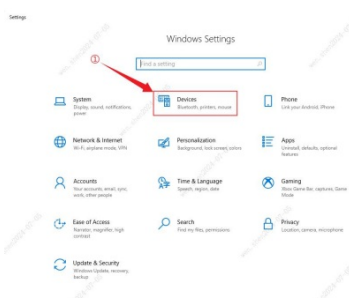 Settings
Windows Settings
Find a setting
①
System
Display, sound, notifications,
power
Devices
Bluetooth, printers, mouse
Phone
Link your Android, iPhone
Network & Internet
Wi-Fi, airplane mode, VPN
Personalization
Background, lock screen, colors
Apps
Uninstall, defaults, optional
features
Accounts
Your accounts, email, sync,
work, other people
Time & Language
Speech, region, date
Gaming
Xbox Game Bar, captures, Game
Mode
Ease of Access
Narrator, magnifier, high
contrast
Search
Find my files, permissions
Privacy
Location, camera, microphone
Update & Security
Windows Update, recovery,
backup